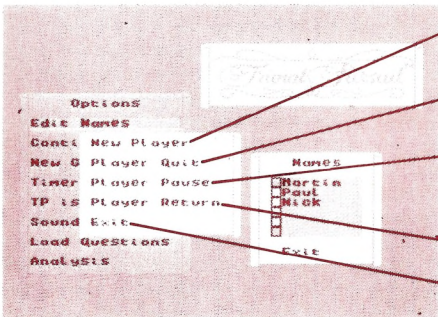 Options
Edit Names
Conti New Player
New G Player Quit
Timer Player Pause
TP is Player Return
Sound Exit
Load Questions
Analysis
Names
Martin
Paul
Nick
Exit